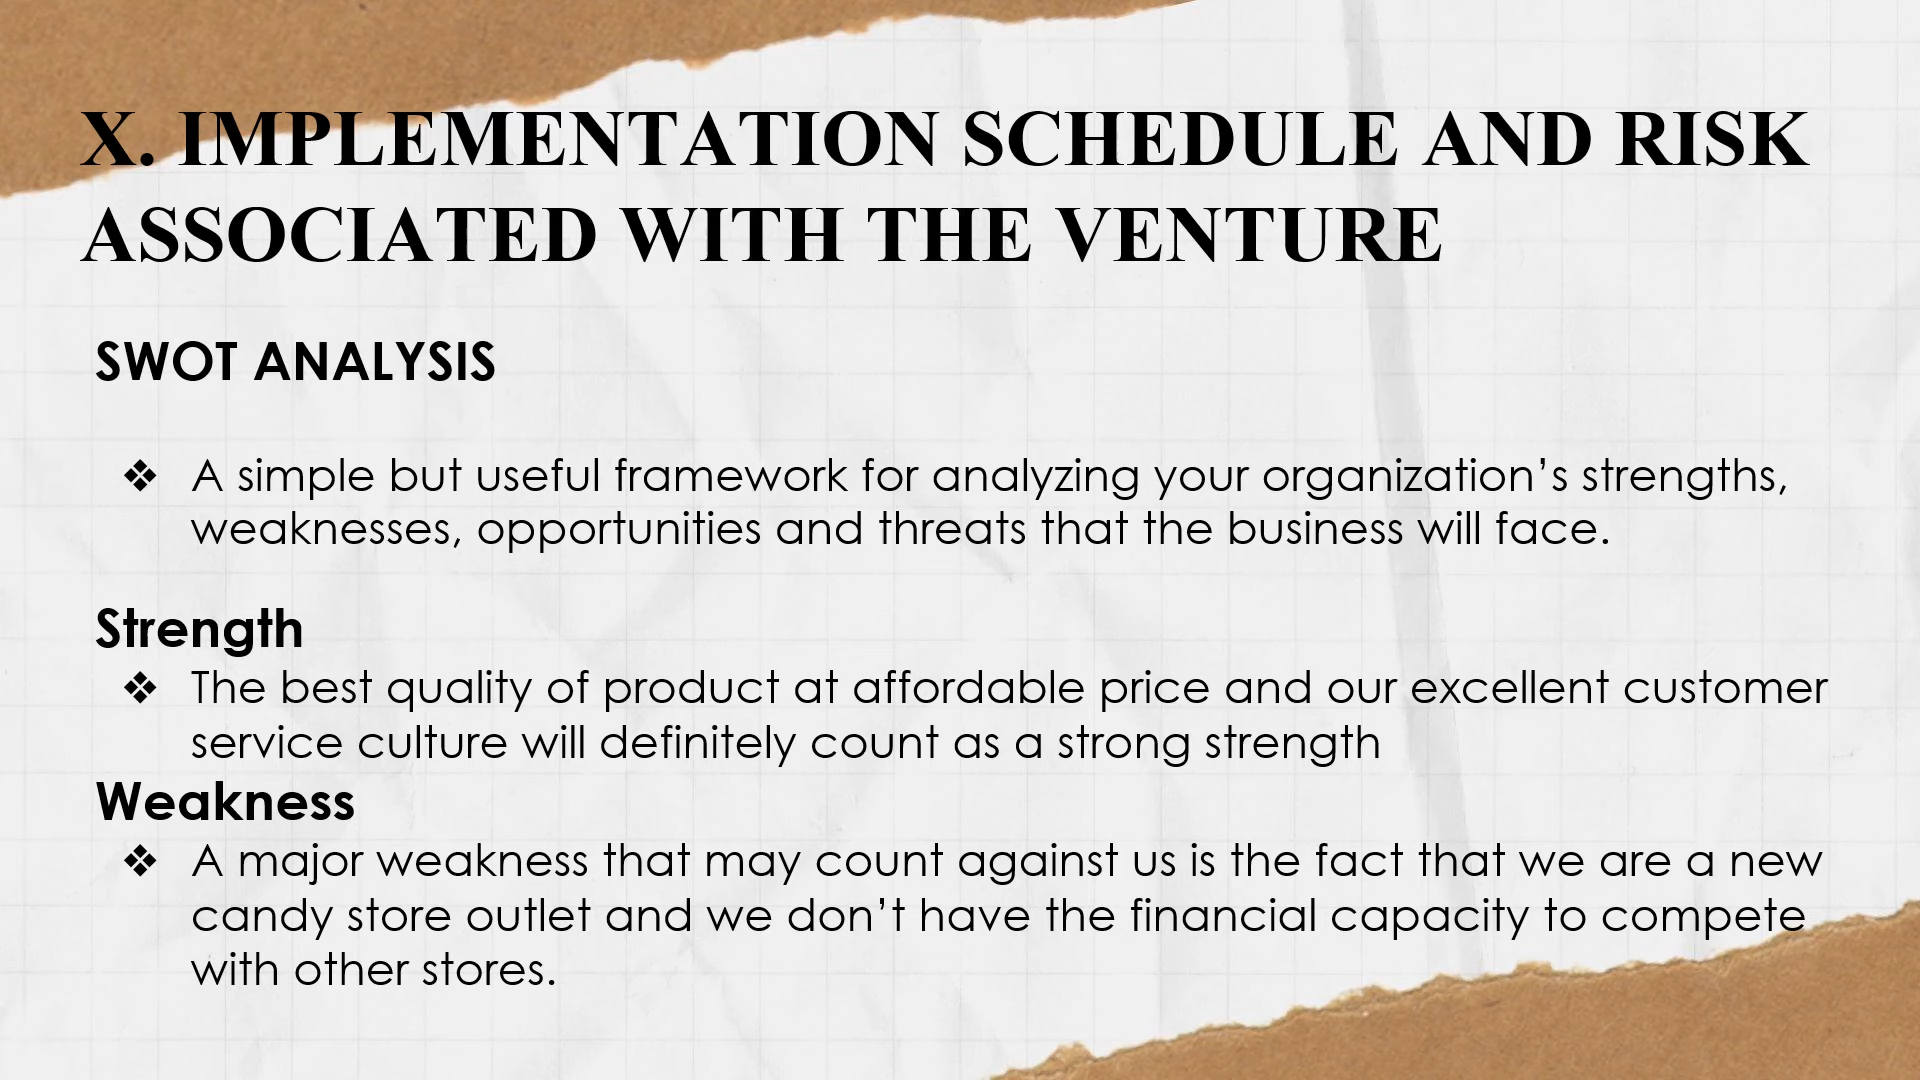 X. IMPLEMENTATION SCHEDULE AND RISK
ASSOCIATED WITH THE VENTURE
SWOT ANALYSIS
❖ A simple but useful framework for analyzing your organization’s strengths,
weaknesses, opportunities and threats that the business will face.
Strength
❖ The best quality of product at affordable price and our excellent customer
service culture will definitely count as a strong strength
Weakness
❖ A major weakness that may count against us is the fact that we are a new
candy store outlet and we don’t have the financial capacity to compete
with other stores.